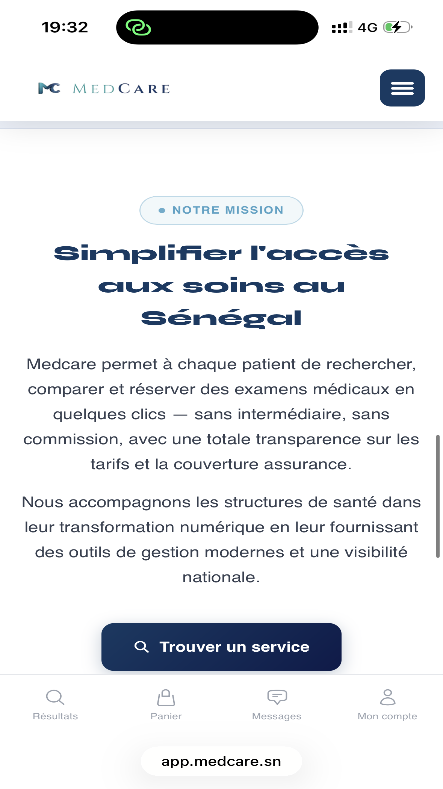 19:32
4G
MC MEDCARE
NOTRE MISSION
Simplifier l'accès
aux soins au
Sénégal
Medcare permet à chaque patient de rechercher,
comparer et réserver des examens médicaux en
quelques clics — sans intermédiaire, sans
commission, avec une totale transparence sur les
tarifs et la couverture assurance.
Nous accompagnons les structures de santé dans
leur transformation numérique en leur fournissant
des outils de gestion modernes et une visibilité
nationale.
Trouver un service
Résultats Panier Messages Mon compte
app.medcare.sn